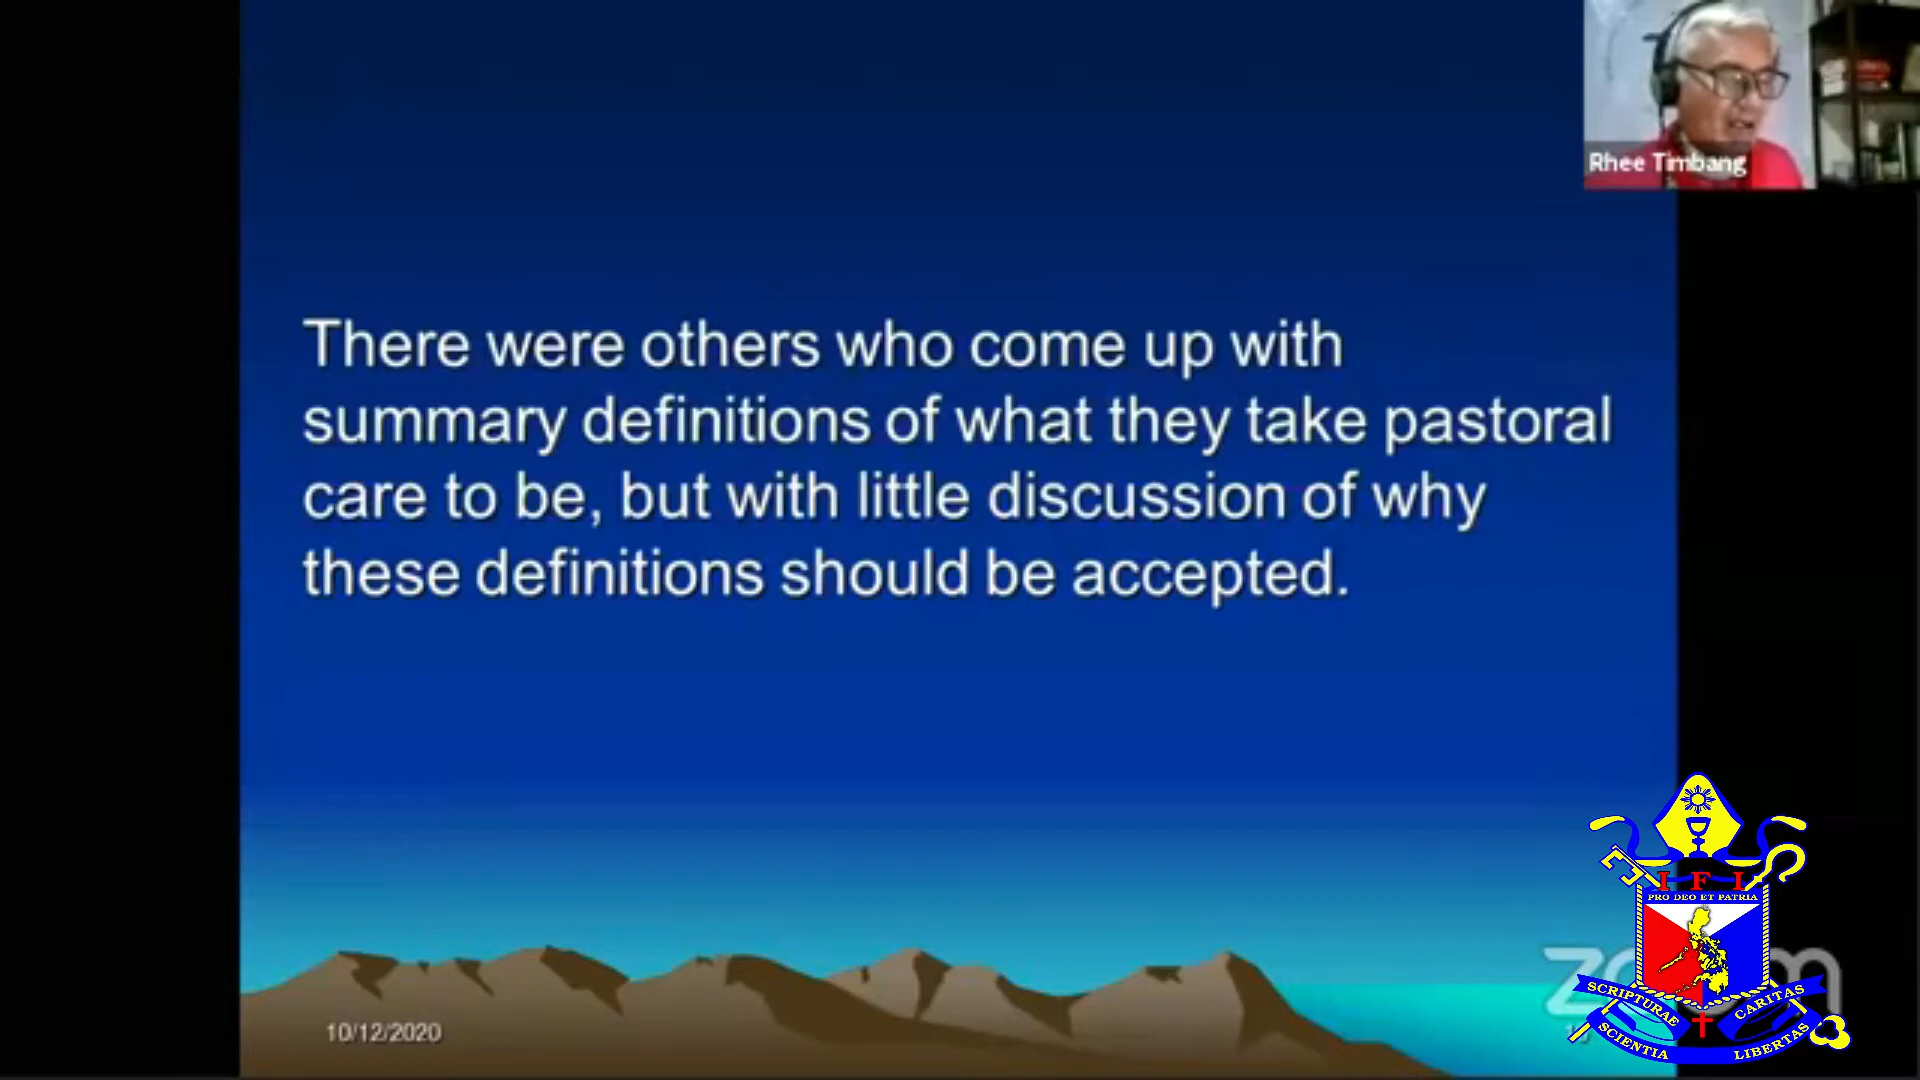 Rhee Timbang
There were others who come up with
summary definitions of what they take pastoral
care to be, but with little discussion of why
these definitions should be accepted.
10/12/2020
I F I
PRO DEO ET PATRIA
SCRIPTURAE
CARITAS
SCIENTIA
LIBERTAS